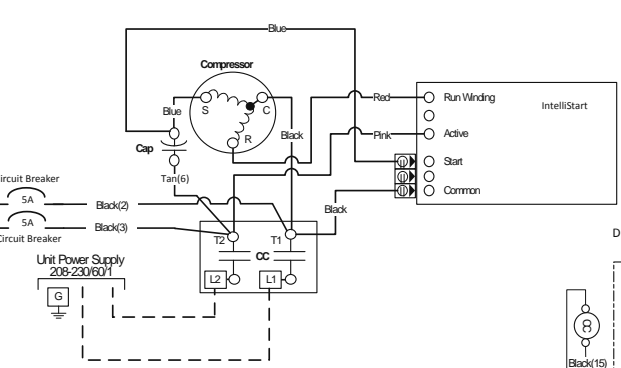 Blue
Compressor
S
C
R
Blue
Black
Cap
Tan(6)
Red
Pink
Run Winding
IntelliStart
Active
Start
Common
Black
ircuit Breaker
5A
Black(2)
5A
Black(3)
Circuit Breaker
T2
T1
CC
L2
L1
Unit Power Supply
208-230/60/1
G
D
CC
Black(15)